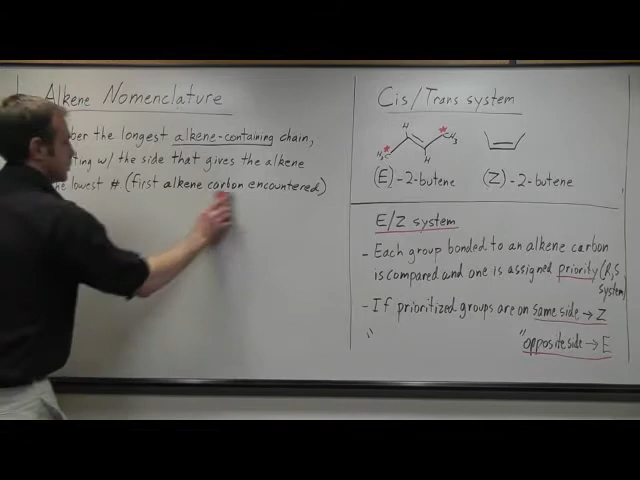 Alkene Nomenclature
ber the longest alkene-containing chain,
ting w/ the side that gives the alkene
e lowest # (first alkene carbon encountered)
Cis/Trans system
H
H₃C
CH₃
H
(E)-2-butene (Z)-2-butene
E/Z system
- Each group bonded to an alkene carbon
is compared and one is assigned priority (R,S
system)
- If prioritized groups are on same side → Z
" "opposite side → E